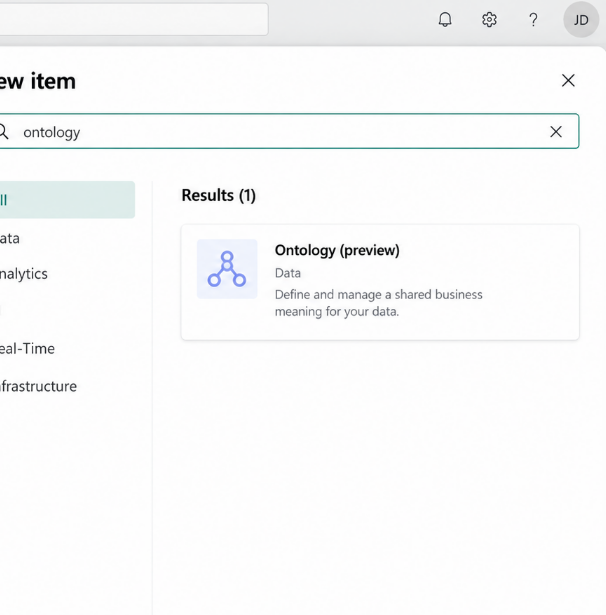 JD
ew item
ontology
ll
ata
nalytics
eal-Time
nfrastructure
Results (1)
Ontology (preview)
Data
Define and manage a shared business
meaning for your data.